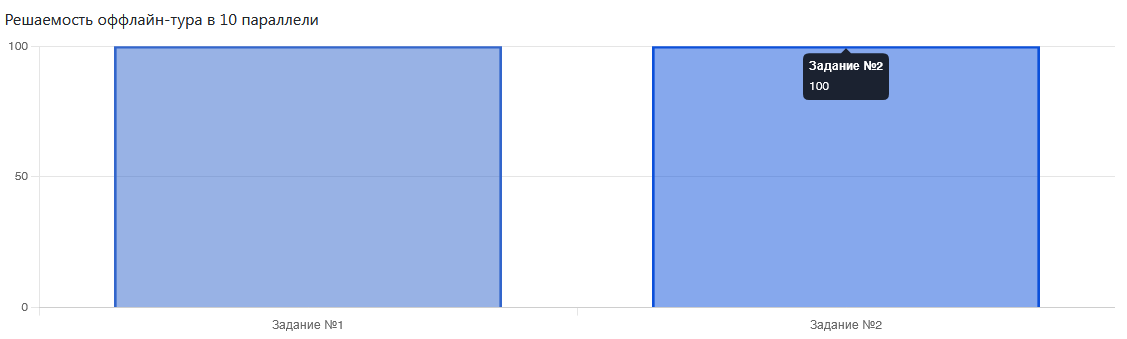 Решаемость оффлайн-тура в 10 параллели
100
Задание №2
100
50
0
Задание №1
Задание №2